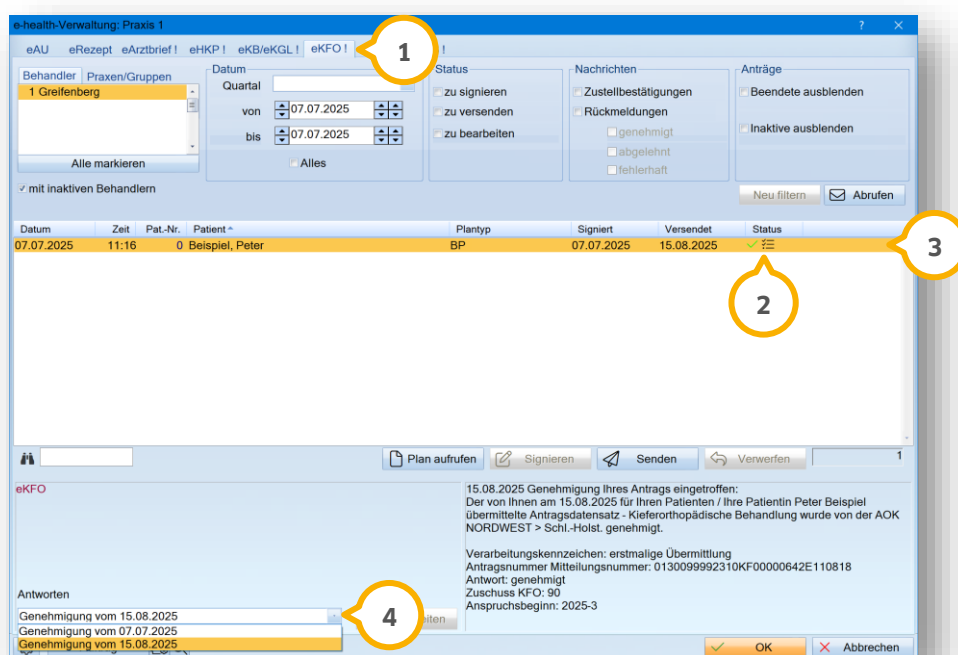 e-health-Verwaltung: Praxis 1 ? ×
eAU eRezept eArztbrief ! eHKP ! eKB/eKGL ! eKFO ! 1 !
Behandler Praxen/Gruppen
1 Greifenberg
Alle markieren
mit inaktiven Behandlern
Datum
Quartal
von 07.07.2025
bis 07.07.2025
Alles
Status
zu signieren
zu versenden
zu bearbeiten
Nachrichten
Zustellbestätigungen
Rückmeldungen
genehmigt
abgelehnt
fehlerhaft
Anträge
Beendete ausblenden
Inaktive ausblenden
Neu filtern Abrufen
Datum Zeit Pat.-Nr. Patient Plantyp Signiert Versendet Status
07.07.2025 11:16 0 Beispiel, Peter BP 07.07.2025 15.08.2025
3
2
Plan aufrufen Signieren Senden Verwerfen 1
eKFO
15.08.2025 Genehmigung Ihres Antrags eingetroffen:
Der von Ihnen am 15.08.2025 für Ihren Patienten / Ihre Patientin Peter Beispiel
übermittelte Antragsdatensatz - Kieferorthopädische Behandlung wurde von der AOK
NORDWEST > Schl.-Holst. genehmigt.
Verarbeitungskennzeichen: erstmalige Übermittlung
Antragsnummer Mitteilungsnummer: 0130099992310KF00000642E110818
Antwort: genehmigt
Zuschuss KFO: 90
Anspruchsbeginn: 2025-3
Antworten
Genehmigung vom 15.08.2025
4
Genehmigung vom 07.07.2025
Genehmigung vom 15.08.2025
OK Abbrechen